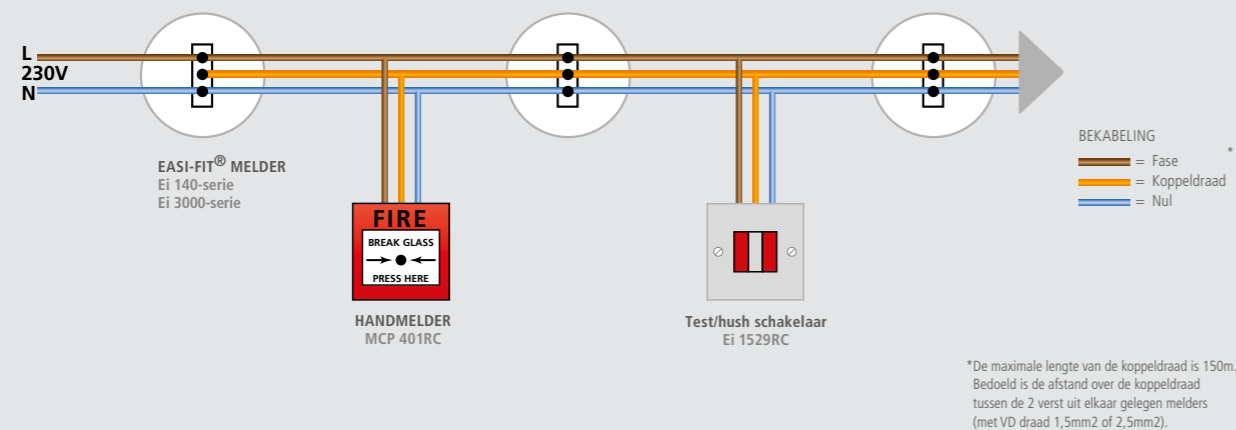 L
230V
N
EASI-FIT® MELDER
Ei 140-serie
Ei 3000-serie
FIRE
BREAK GLASS
PRESS HERE
HANDMELDER
MCP 401RC
Test/hush schakelaar
Ei 1529RC
BEKABELING
= Fase *
= Koppeldraad
= Nul
*De maximale lengte van de koppeldraad is 150m.
Bedoeld is de afstand over de koppeldraad
tussen de 2 verst uit elkaar gelegen melders
(met VD draad 1,5mm2 of 2,5mm2).